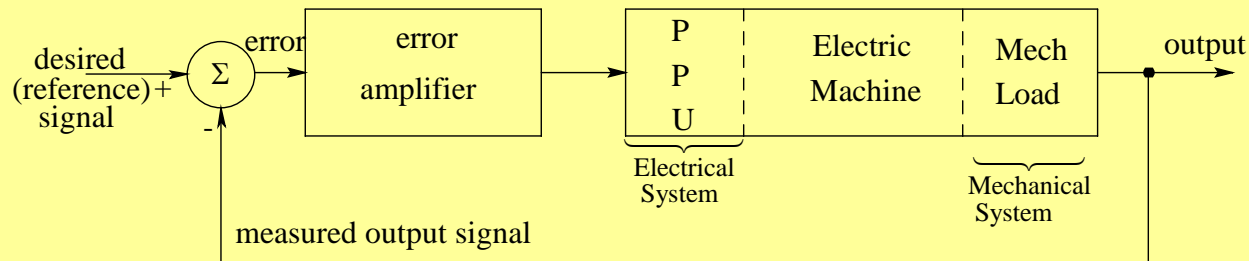 desired
(reference)+
signal
Σ
-
error
error
amplifier
P
P
U
Electric
Machine
Mech
Load
output
Electrical
System
Mechanical
System
measured output signal